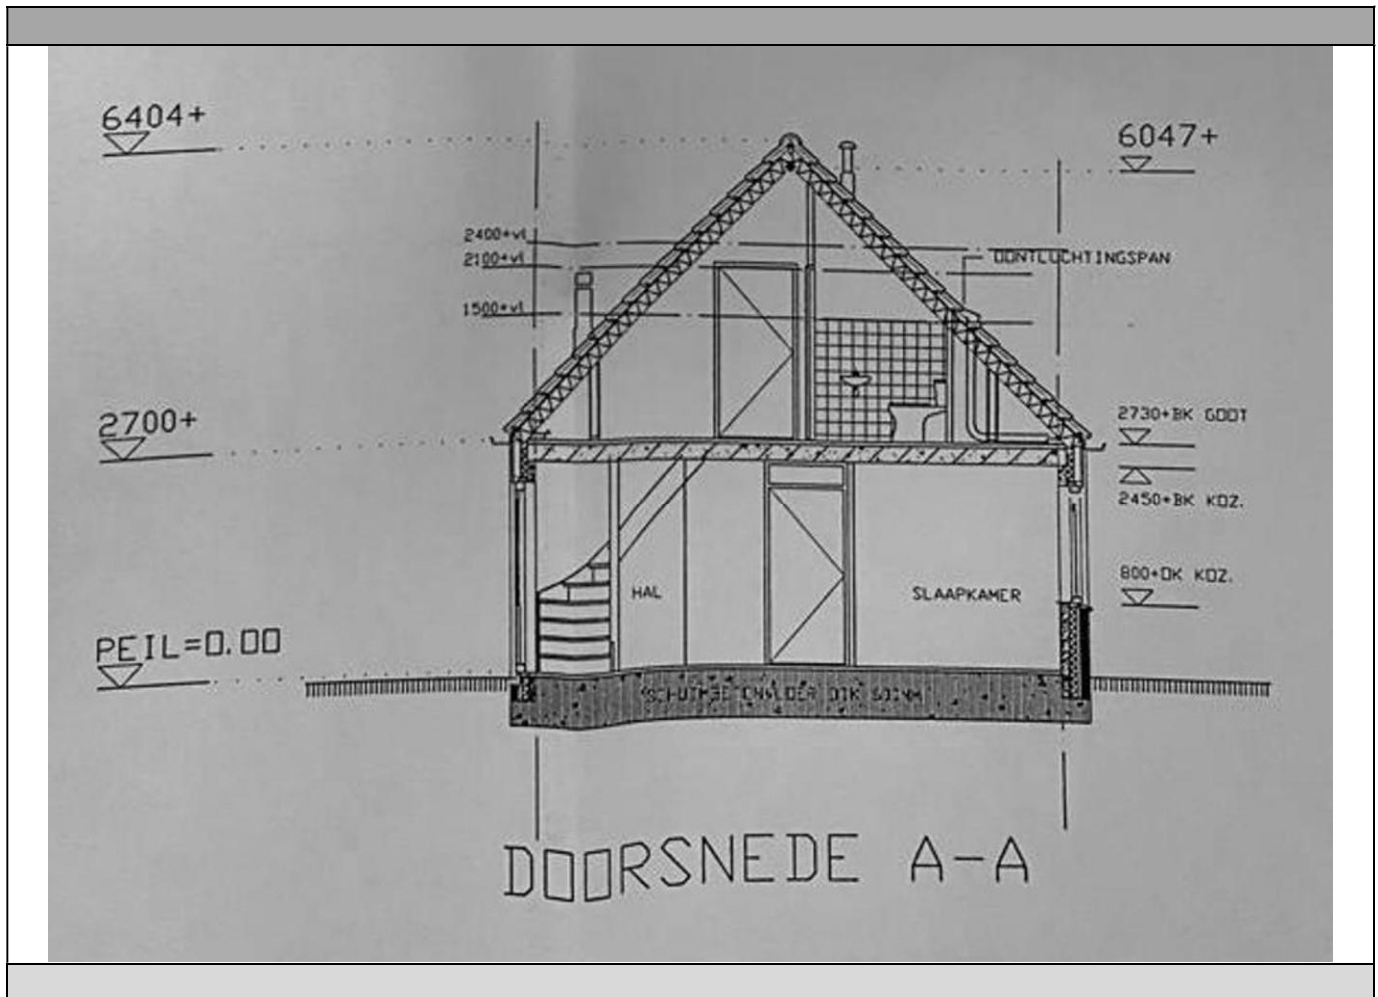 6404+
6047+
2400+vl
2100+vl
ONTLUCHTINGSPAN
1500+vl
2700+
2730+BK GOOT
2450+BK KOZ.
800+OK KOZ.
HAL
SLAAPKAMER
PEIL=0.00
DOORSNEDE A-A